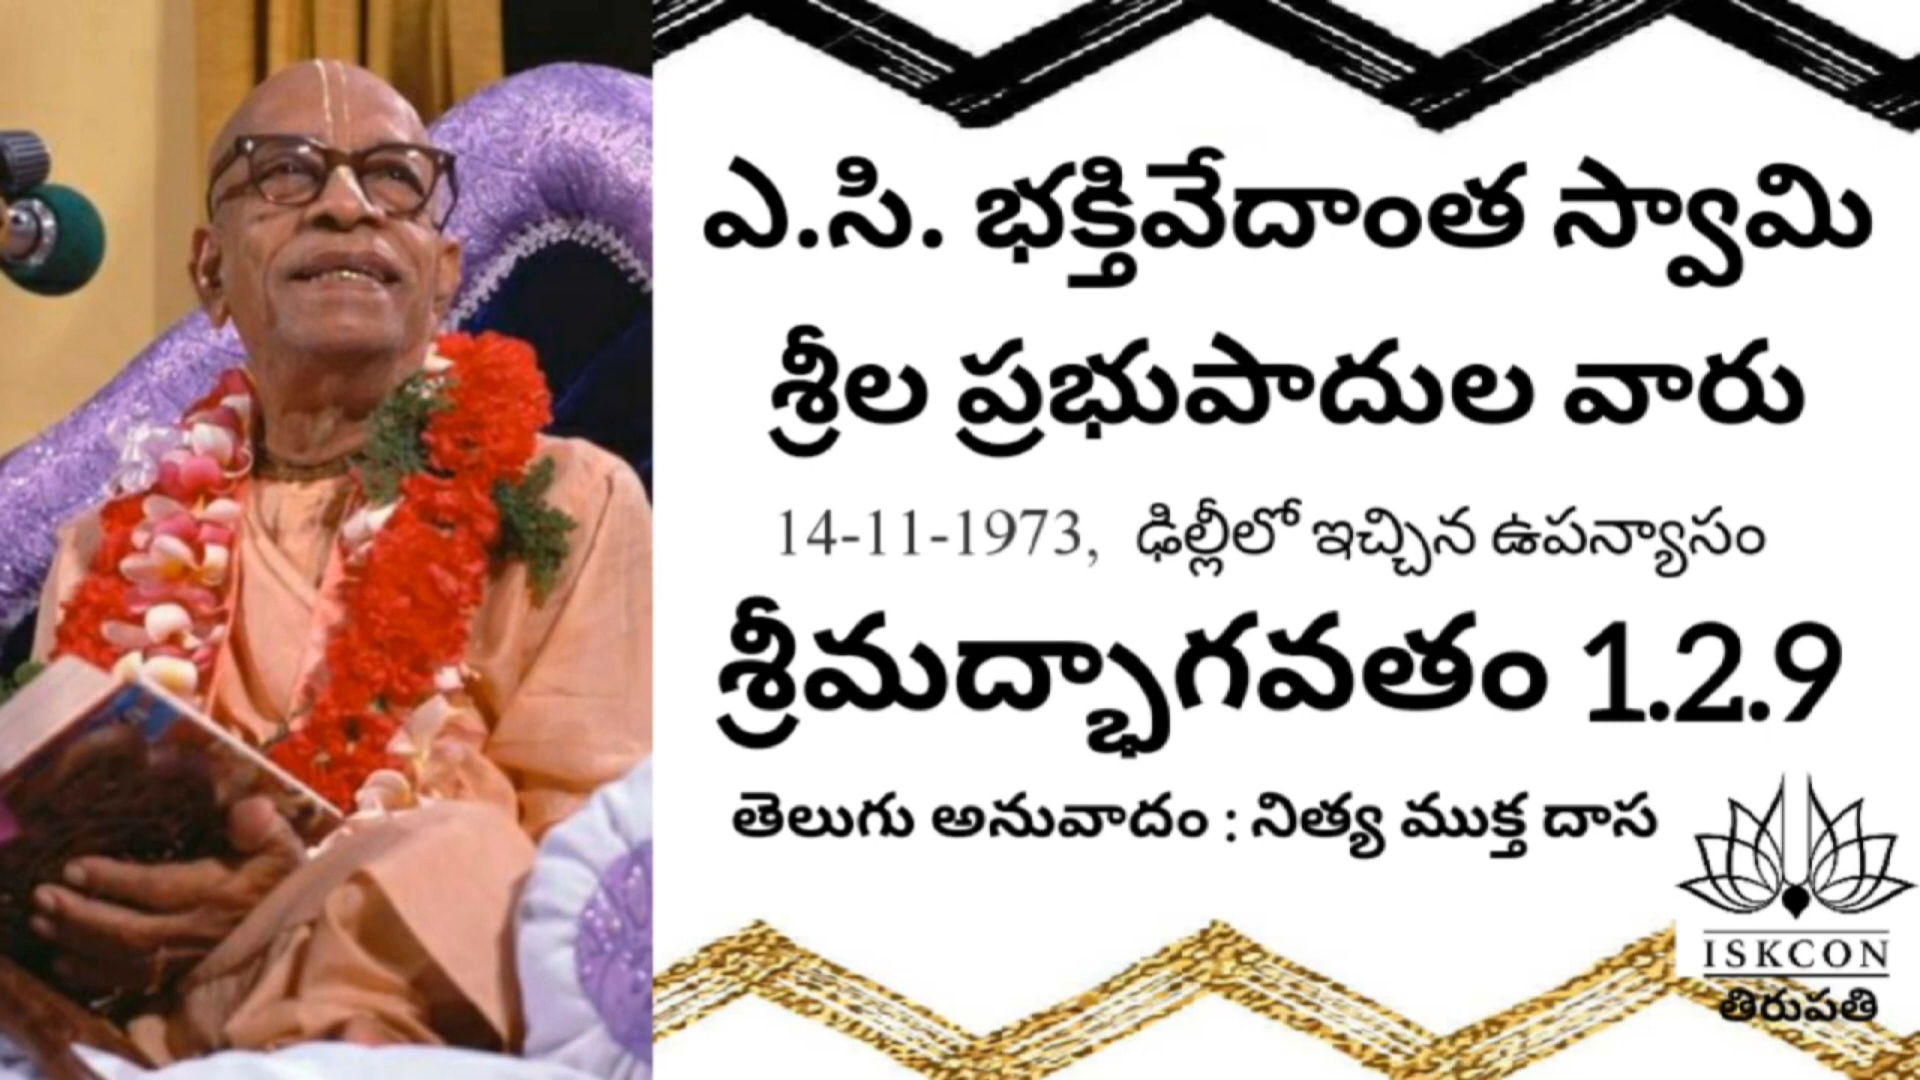 ఎ.సి. భక్తివేదాంత స్వామి
శ్రీల ప్రభుపాదుల వారు
14-11-1973, ఢిల్లీలో ఇచ్చిన ఉపన్యాసం
శ్రీమద్భాగవతం 1.2.9
తెలుగు అనువాదం : నిత్య ముక్త దాస
ISKCON
తిరుపతి